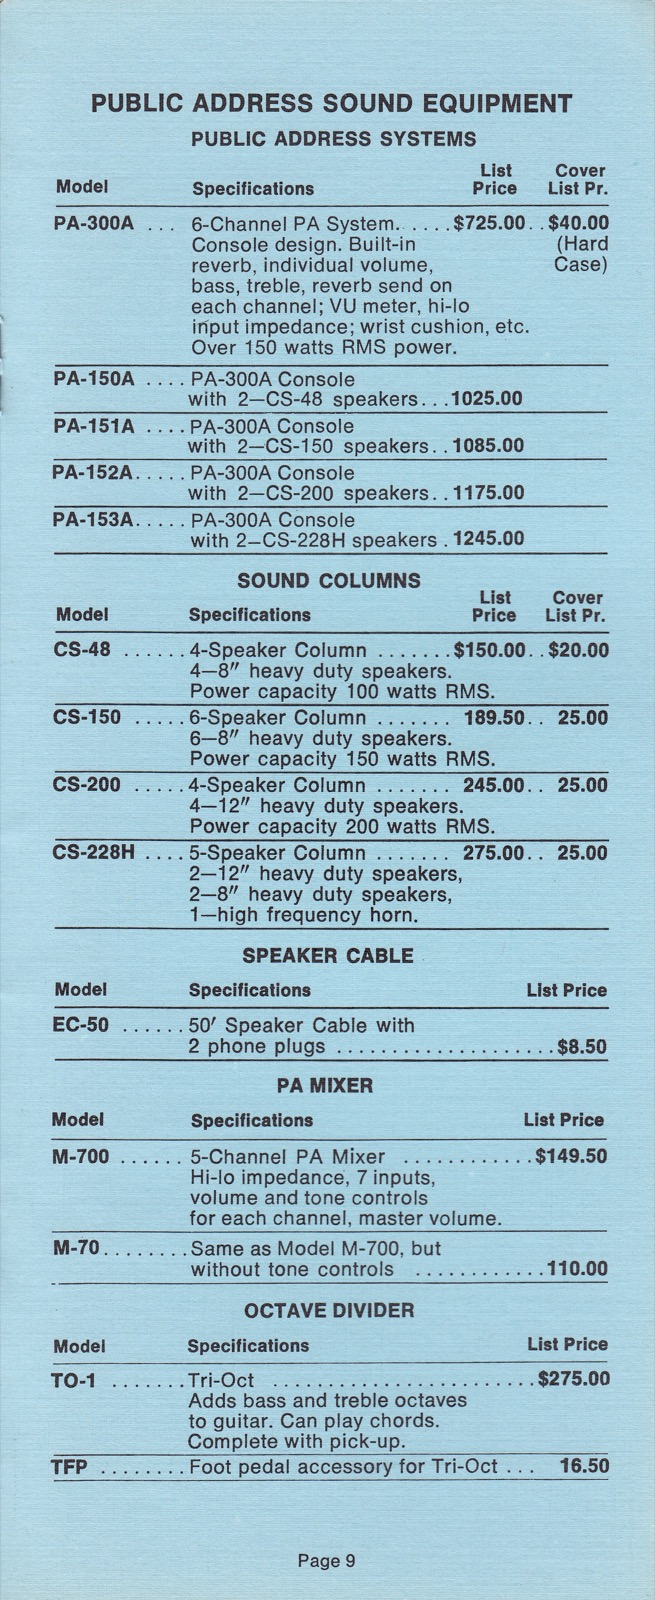 PUBLIC ADDRESS SOUND EQUIPMENT
PUBLIC ADDRESS SYSTEMS
List Cover
Model Specifications Price List Pr.
PA-300A ... 6-Channel PA System. .....$725.00..$40.00
Console design. Built-in (Hard
reverb, individual volume, Case)
bass, treble, reverb send on
each channel; VU meter, hi-lo
input impedance; wrist cushion, etc.
Over 150 watts RMS power.
PA-150A .... PA-300A Console
with 2—CS-48 speakers...1025.00
PA-151A .... PA-300A Console
with 2—CS-150 speakers..1085.00
PA-152A..... PA-300A Console
with 2—CS-200 speakers..1175.00
PA-153A..... PA-300A Console
with 2—CS-228H speakers .1245.00
SOUND COLUMNS
List Cover
Model Specifications Price List Pr.
CS-48 ......4-Speaker Column .......$150.00..$20.00
4—8″ heavy duty speakers.
Power capacity 100 watts RMS.
CS-150 .....6-Speaker Column ....... 189.50.. 25.00
6—8″ heavy duty speakers.
Power capacity 150 watts RMS.
CS-200 .....4-Speaker Column ....... 245.00.. 25.00
4—12″ heavy duty speakers.
Power capacity 200 watts RMS.
CS-228H ....5-Speaker Column ....... 275.00.. 25.00
2—12″ heavy duty speakers,
2—8″ heavy duty speakers,
1—high frequency horn.
SPEAKER CABLE
Model Specifications List Price
EC-50 ......50′ Speaker Cable with
2 phone plugs ....................$8.50
PA MIXER
Model Specifications List Price
M-700 ...... 5-Channel PA Mixer ............$149.50
Hi-lo impedance, 7 inputs,
volume and tone controls
for each channel, master volume.
M-70........Same as Model M-700, but
without tone controls ............110.00
OCTAVE DIVIDER
Model Specifications List Price
TO-1 .......Tri-Oct ........................$275.00
Adds bass and treble octaves
to guitar. Can play chords.
Complete with pick-up.
TFP ........Foot pedal accessory for Tri-Oct ... 16.50
Page 9